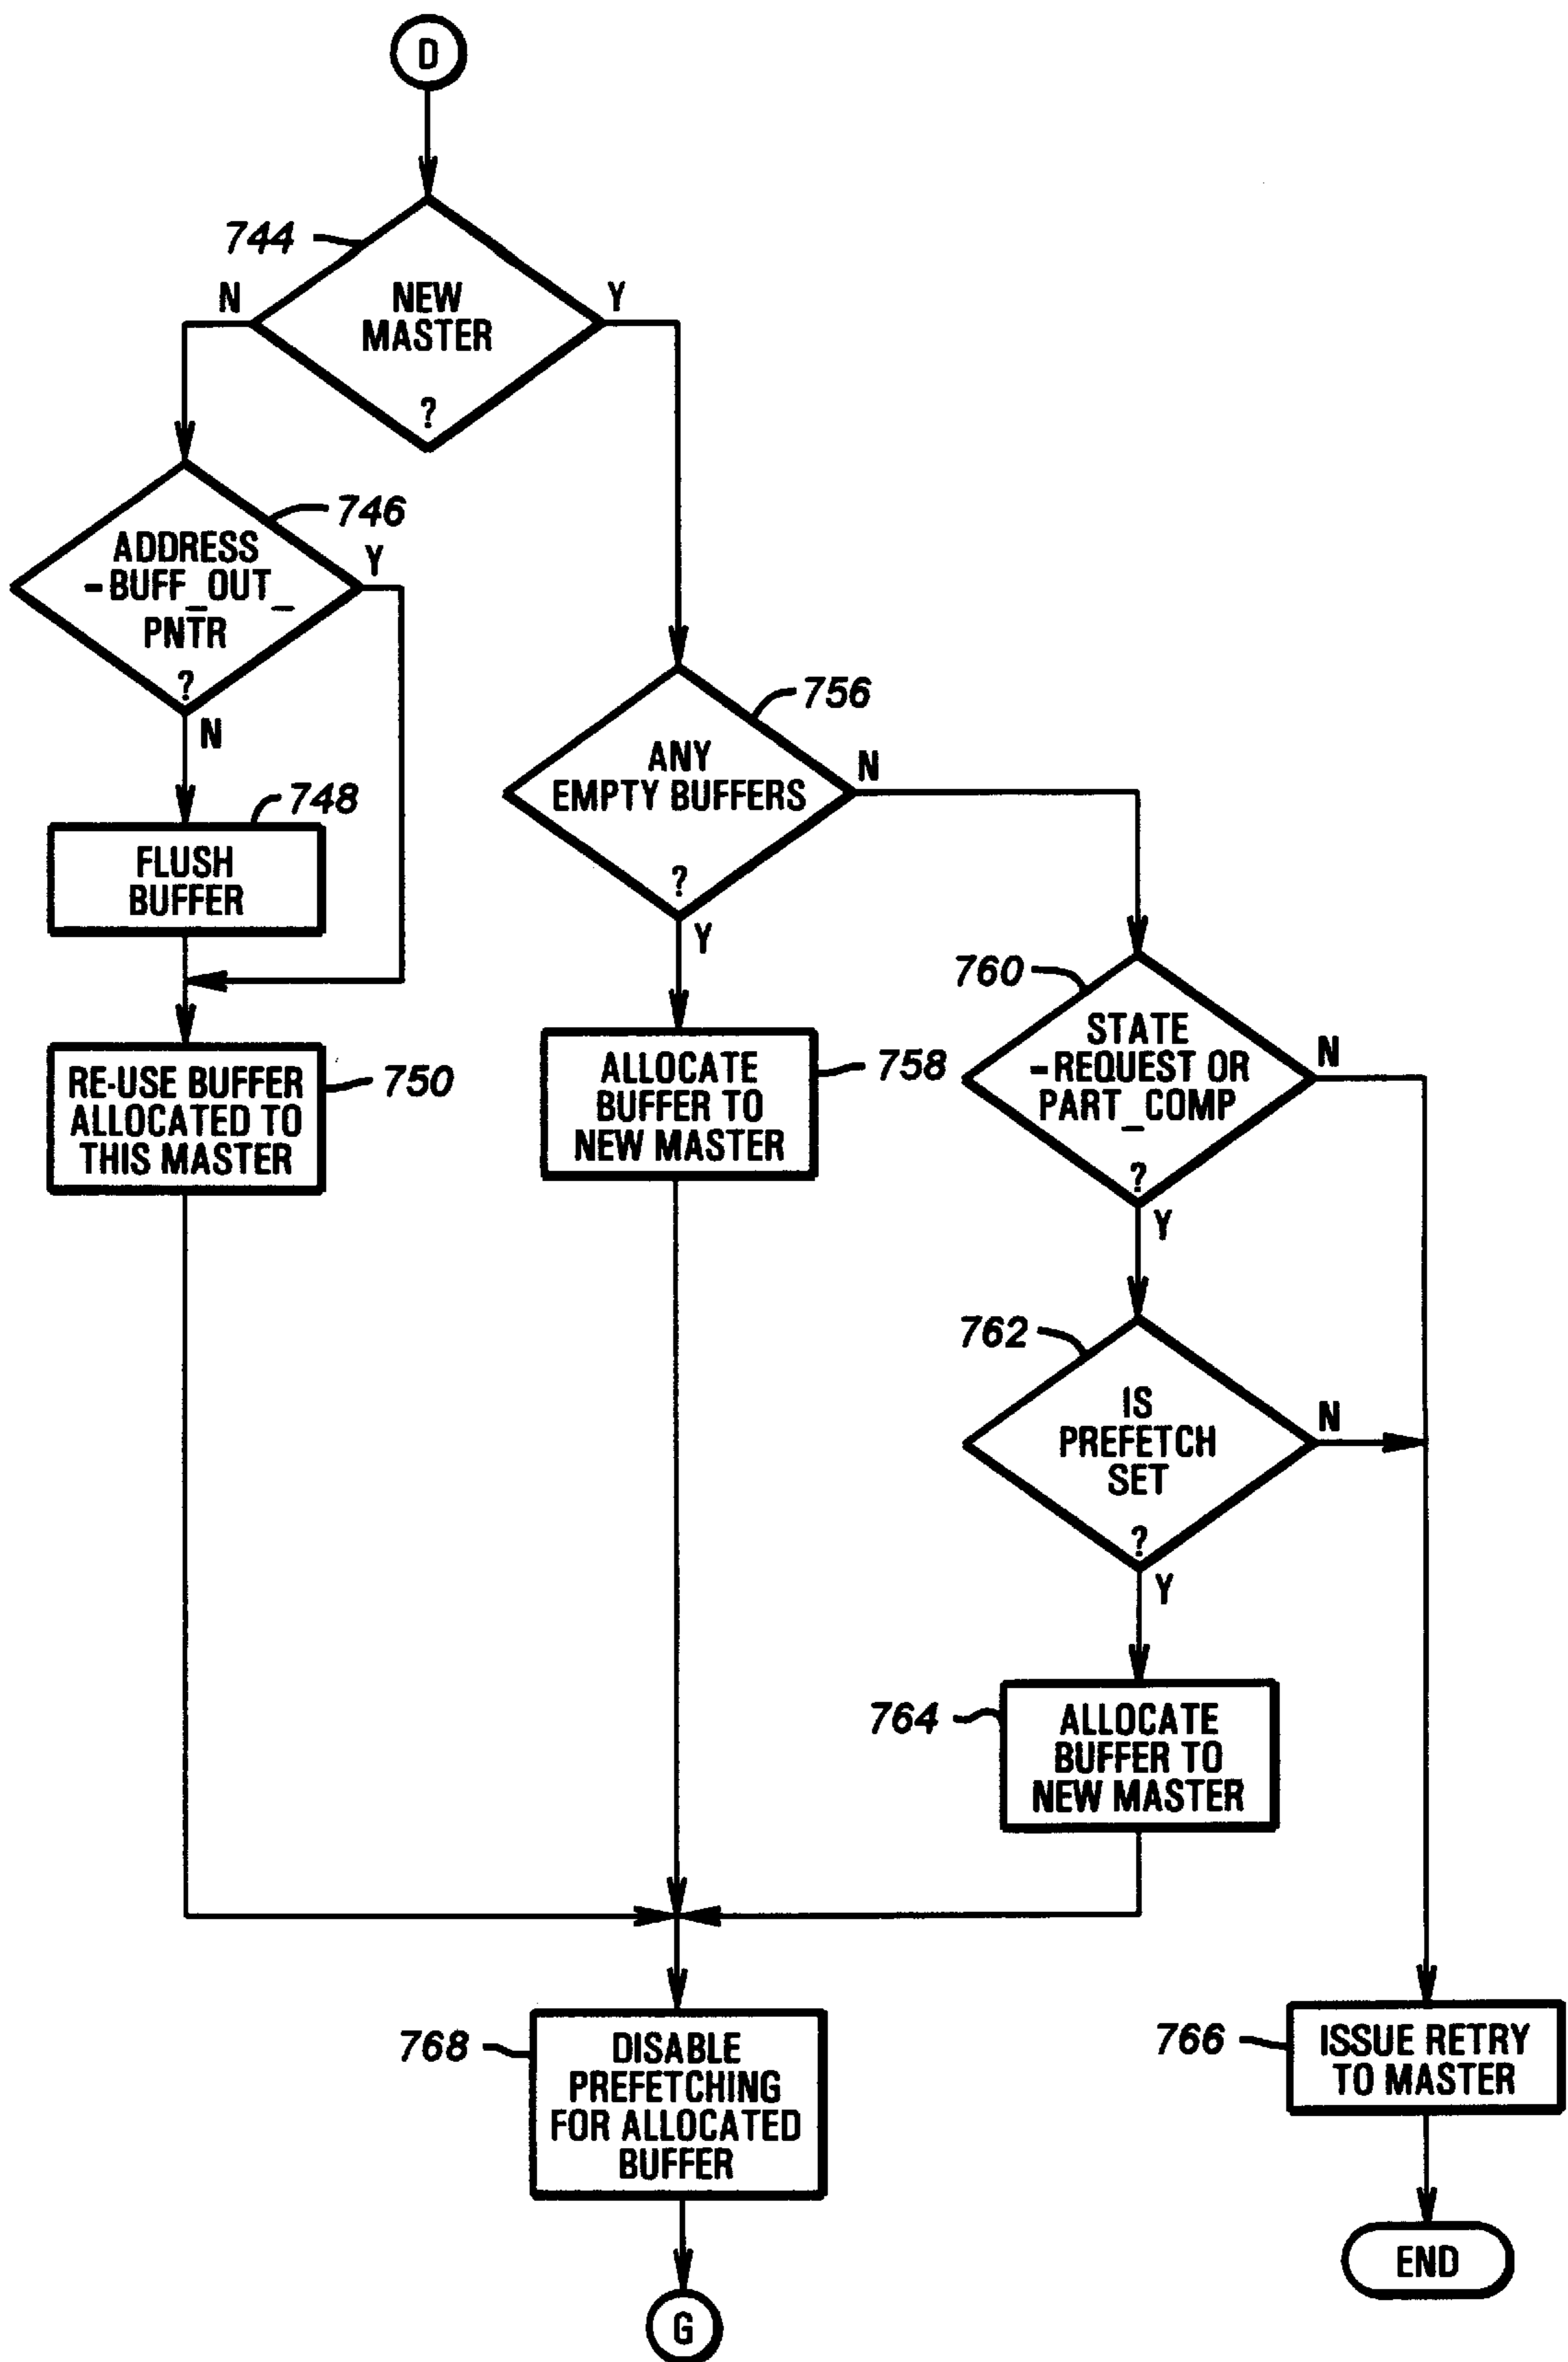 D
744
N
NEW
Y
MASTER
?
746
ADDRESS
Y
-BUFF_OUT_
PNTR
?
N
756
ANY
N
EMPTY BUFFERS
748
FLUSH
BUFFER
?
Y
760
STATE
N
-REQUEST OR
PART_COMP
?
Y
RE-USE BUFFER
750
ALLOCATED TO
THIS MASTER
ALLOCATE
758
BUFFER TO
NEW MASTER
762
IS
N
PREFETCH
SET
?
Y
764
ALLOCATE
BUFFER TO
NEW MASTER
768
DISABLE
PREFETCHING
FOR ALLOCATED
BUFFER
766
ISSUE RETRY
TO MASTER
END
G